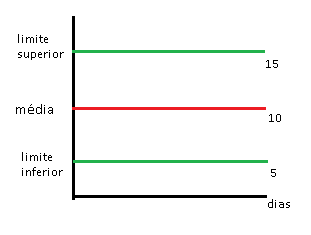 limite
superior
15
média
10
limite
inferior
5
dias